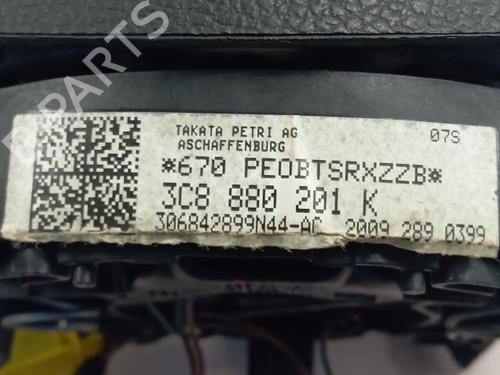 TAKATA PETRI AG 07S
ASCHAFFENBURG
*670 PEOBTSRXZZB*
3C8 880 201 K
306842899N44-AC 2009 289 0399
B-PARTS